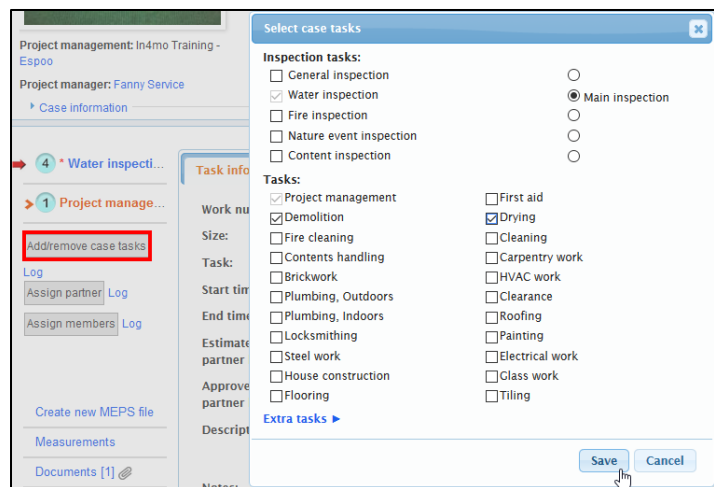 Project management: In4mo Training -
Espoo
Project manager: Fanny Service
Case information
4 * Water inspecti...
1 Project manage...
Add/remove case tasks
Log
Assign partner Log
Assign members Log
Create new MEPS file
Measurements
Documents [1]
Task info
Work nu
Size:
Task:
Start tim
End time
Estimate
partner
Approve
partner
Descript
Notes:
Select case tasks
Inspection tasks:
General inspection
Water inspection Main inspection
Fire inspection
Nature event inspection
Content inspection
Tasks:
Project management First aid
Demolition Drying
Fire cleaning Cleaning
Contents handling Carpentry work
Brickwork HVAC work
Plumbing, Outdoors Clearance
Plumbing, Indoors Roofing
Locksmithing Painting
Steel work Electrical work
House construction Glass work
Flooring Tiling
Extra tasks ►
Save Cancel